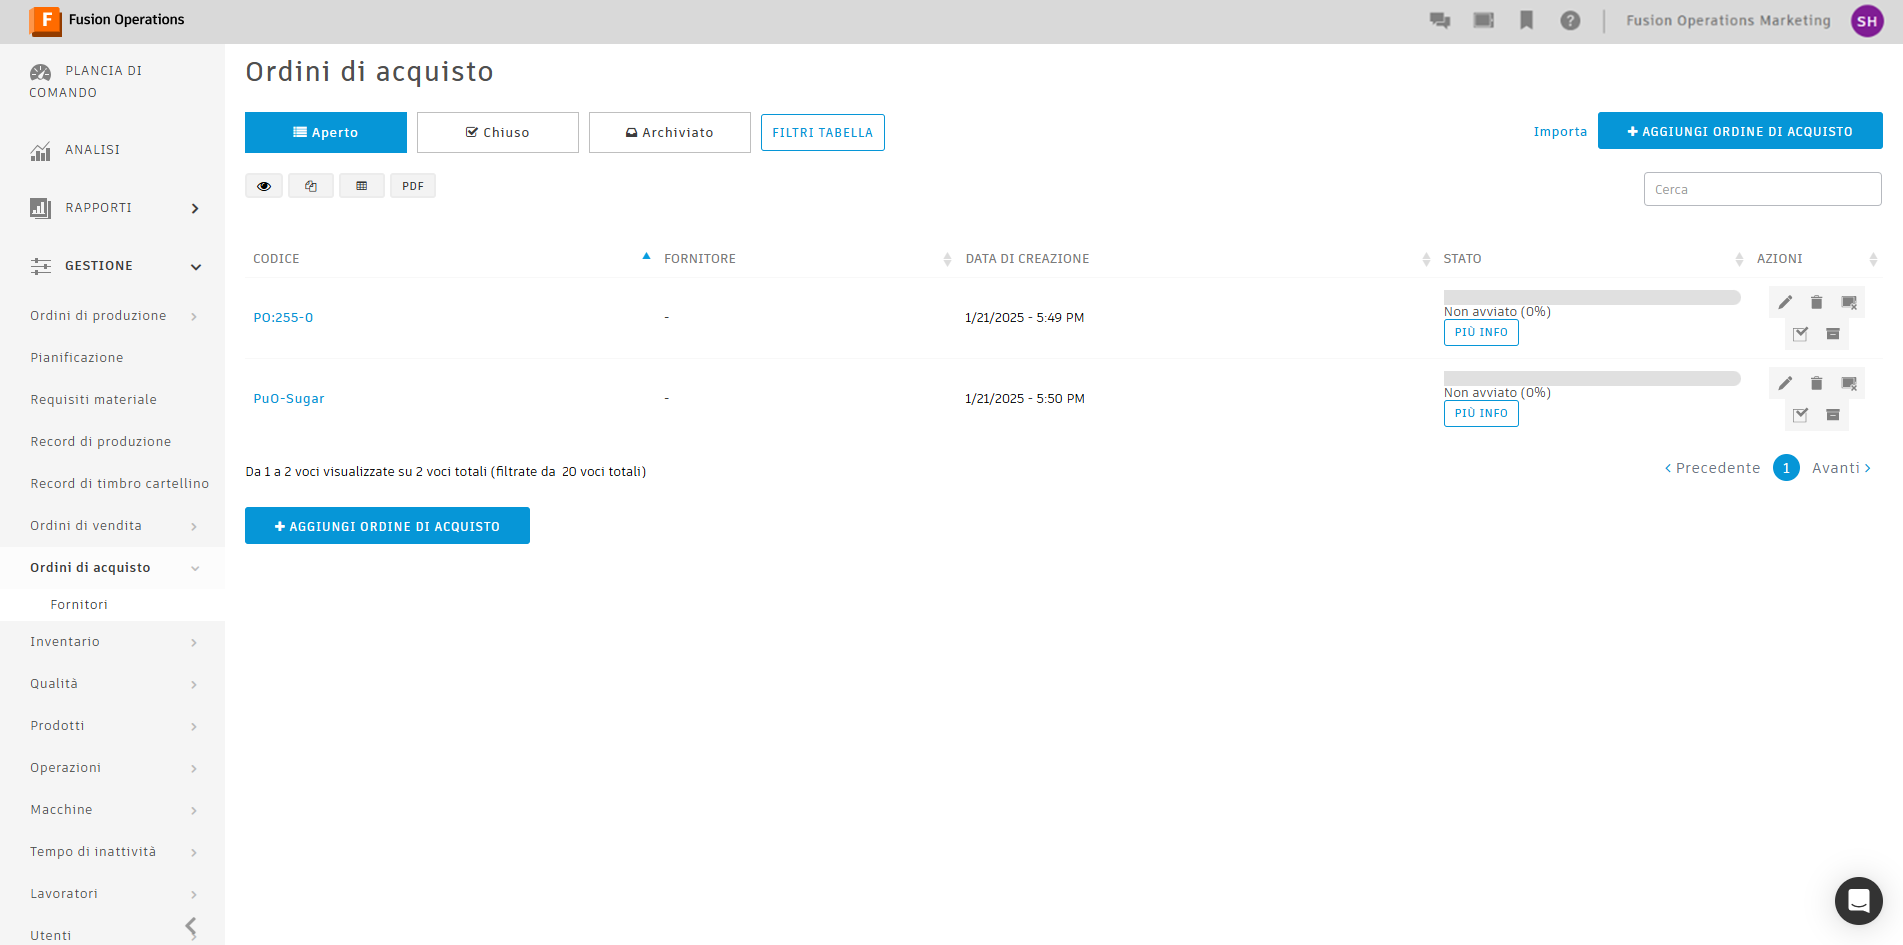 Fusion Operations
Fusion Operations Marketing
SH
PLANCIA DI
COMANDO
ANALISI
RAPPORTI
GESTIONE
Ordini di produzione
Pianificazione
Requisiti materiale
Record di produzione
Record di timbro cartellino
Ordini di vendita
Ordini di acquisto
Fornitori
Inventario
Qualità
Prodotti
Operazioni
Macchine
Tempo di inattività
Lavoratori
Utenti
Ordini di acquisto
Aperto
Chiuso
Archiviato
FILTRI TABELLA
Importa
AGGIUNGI ORDINE DI ACQUISTO
PDF
Cerca
CODICE FORNITORE DATA DI CREAZIONE STATO AZIONI
PO:255-0 - 1/21/2025 - 5:49 PM
Non avviato (0%)
PIÙ INFO
PuO-Sugar - 1/21/2025 - 5:50 PM
Non avviato (0%)
PIÙ INFO
Da 1 a 2 voci visualizzate su 2 voci totali (filtrate da 20 voci totali)
Precedente 1 Avanti
AGGIUNGI ORDINE DI ACQUISTO